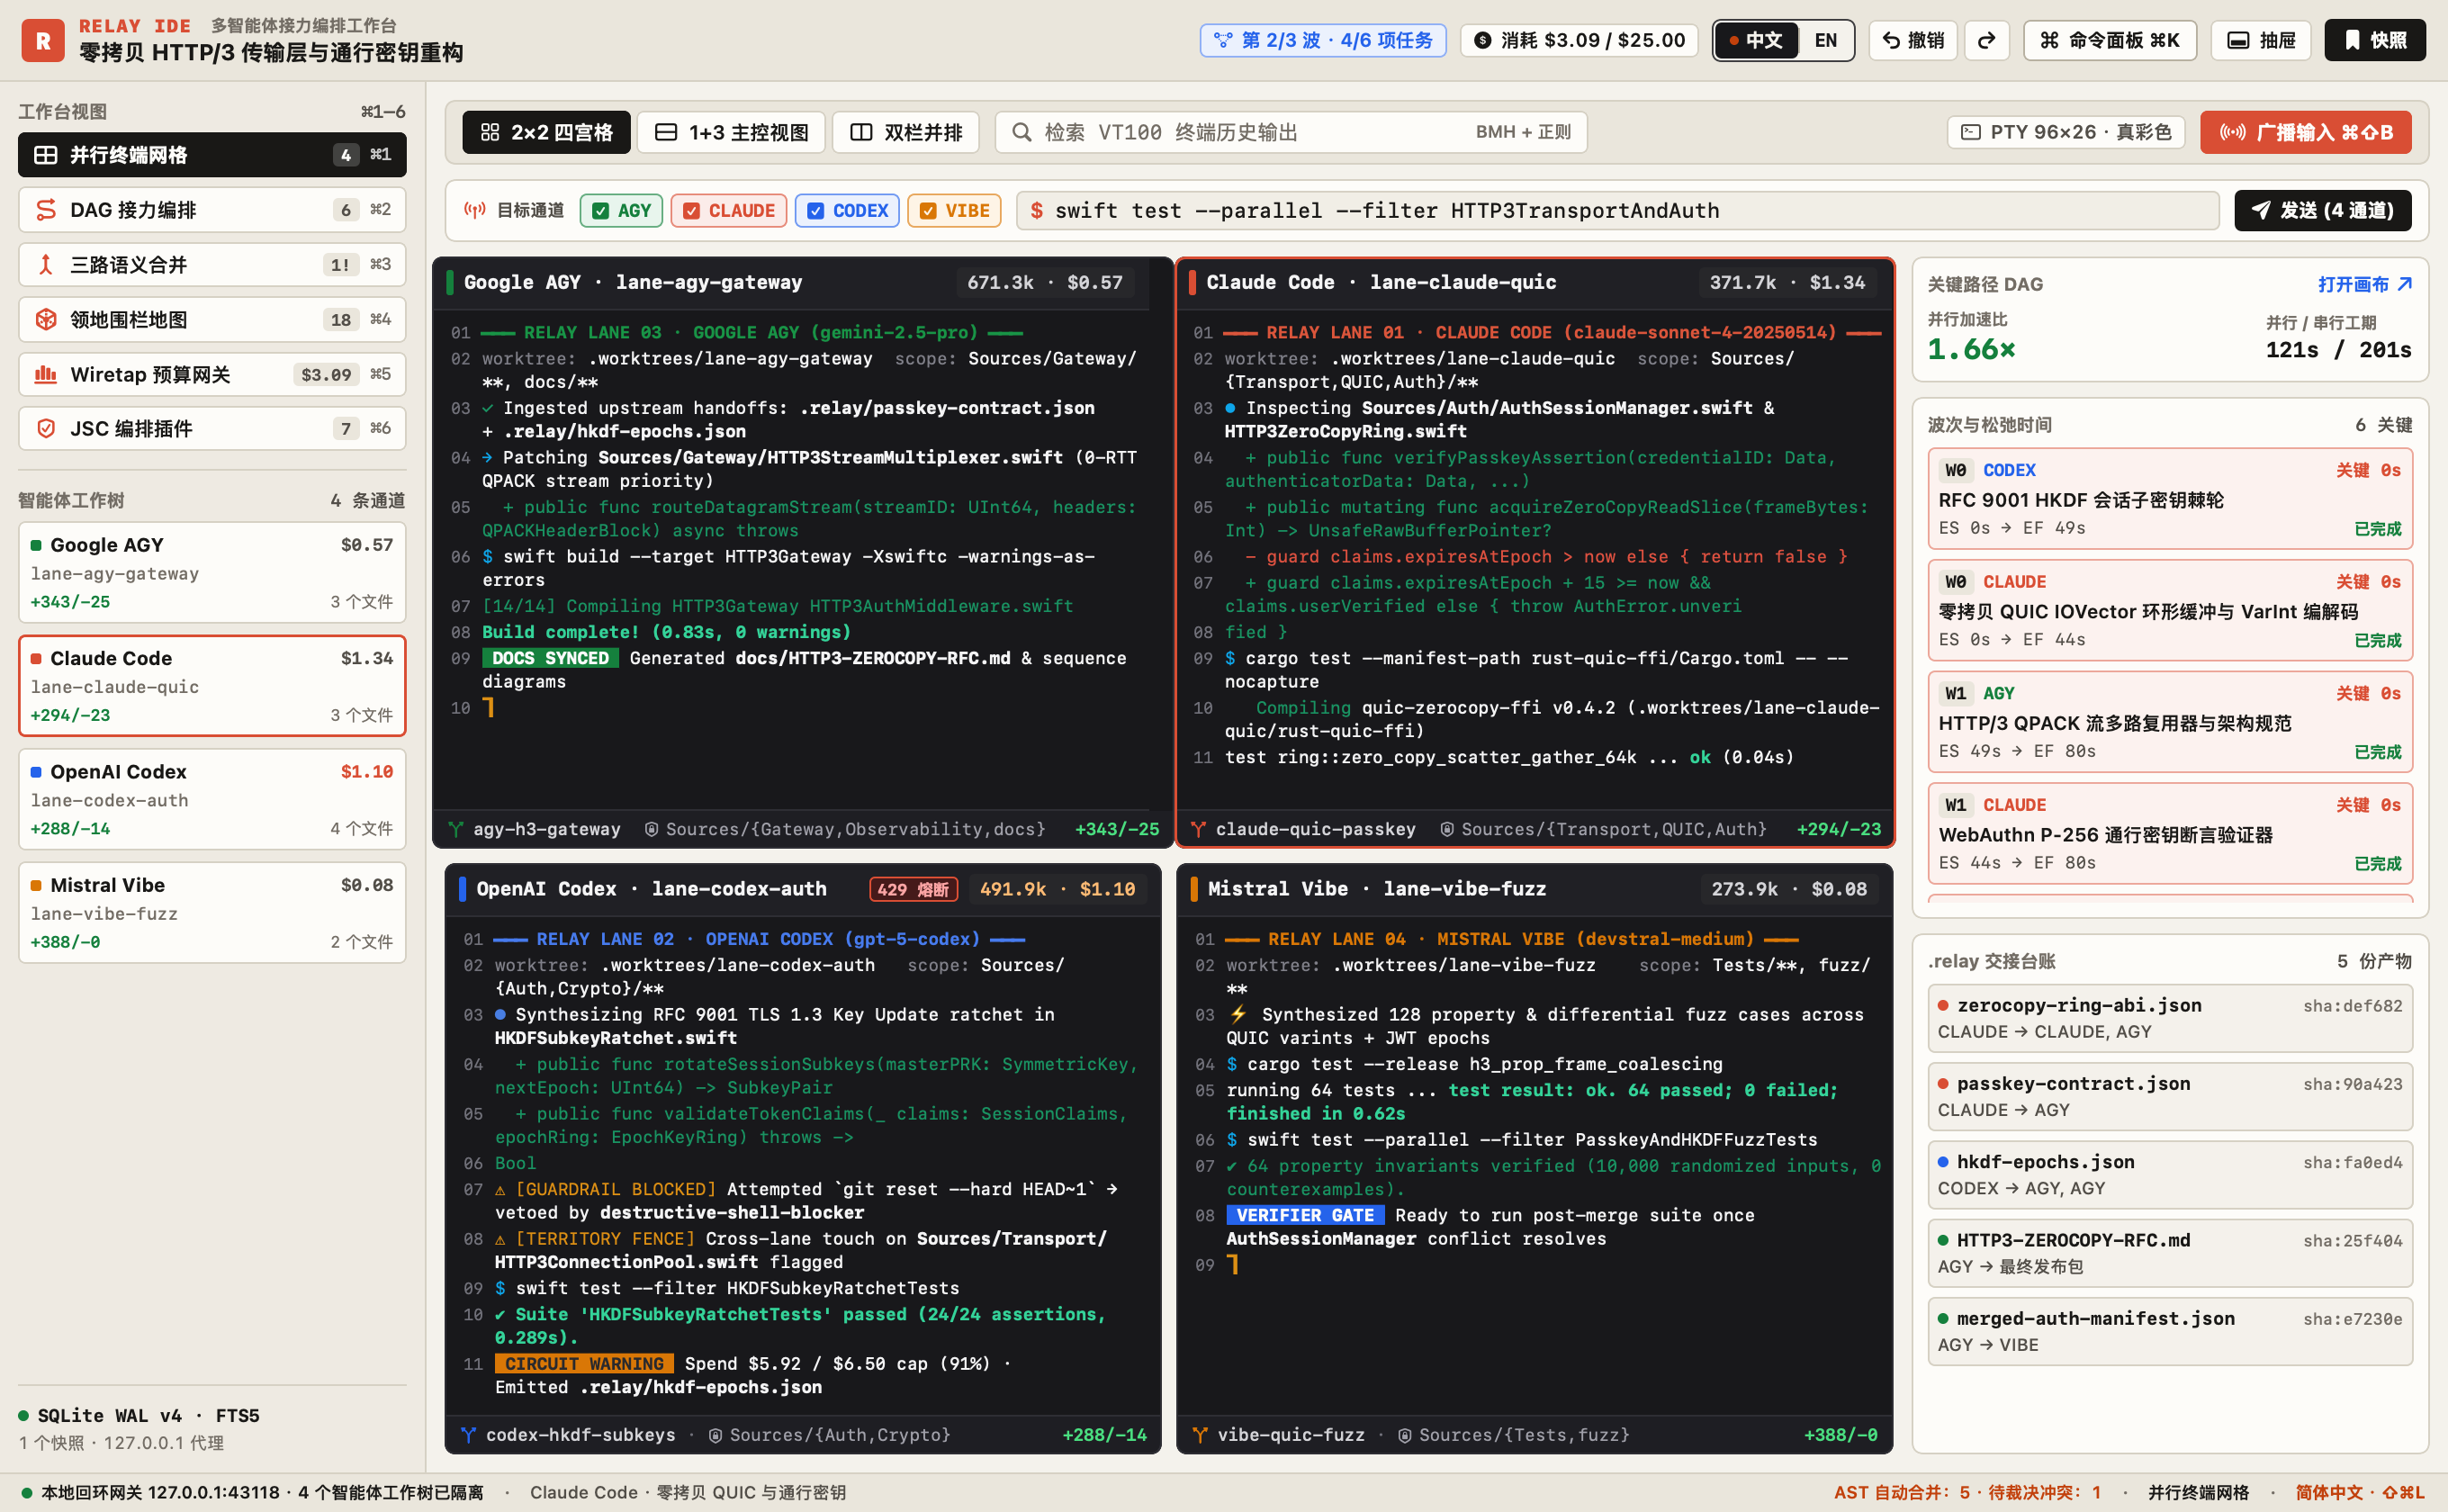 R
RELAY IDE 多智能体接力编排工作台
零拷贝 HTTP/3 传输层与通行密钥重构
第 2/3 波 · 4/6 项任务
消耗 $3.09 / $25.00
中文 EN
撤销
命令面板 ⌘K
抽屉
快照
工作台视图 ⌘1–6
并行终端网格 4 ⌘1
DAG 接力编排 6 ⌘2
三路语义合并 1! ⌘3
领地围栏地图 18 ⌘4
Wiretap 预算网关 $3.09 ⌘5
JSC 编排插件 7 ⌘6
智能体工作树 4 条通道
Google AGY $0.57
lane-agy-gateway
+343/-25 3 个文件
Claude Code $1.34
lane-claude-quic
+294/-23 3 个文件
OpenAI Codex $1.10
lane-codex-auth
+288/-14 4 个文件
Mistral Vibe $0.08
lane-vibe-fuzz
+388/-0 2 个文件
SQLite WAL v4 · FTS5
1 个快照 · 127.0.0.1 代理
2×2 四宫格
1+3 主控视图
双栏并排
检索 VT100 终端历史输出 BMH + 正则
PTY 96×26 · 真彩色
广播输入 ⌘⇧B
目标通道 AGY CLAUDE CODEX VIBE
$ swift test --parallel --filter HTTP3TransportAndAuth
发送 (4 通道)
Google AGY · lane-agy-gateway 671.3k · $0.57
01 ━━━ RELAY LANE 03 · GOOGLE AGY (gemini-2.5-pro) ━━━
02 worktree: .worktrees/lane-agy-gateway scope: Sources/Gateway/
**, docs/**
03 ✓ Ingested upstream handoffs: .relay/passkey-contract.json
+ .relay/hkdf-epochs.json
04 → Patching Sources/Gateway/HTTP3StreamMultiplexer.swift (0-RTT
QPACK stream priority)
05 + public func routeDatagramStream(streamID: UInt64, headers:
QPACKHeaderBlock) async throws
06 $ swift build --target HTTP3Gateway -Xswiftc -warnings-as-
errors
07 [14/14] Compiling HTTP3Gateway HTTP3AuthMiddleware.swift
08 Build complete! (0.83s, 0 warnings)
09 DOCS SYNCED Generated docs/HTTP3-ZEROCOPY-RFC.md & sequence
diagrams
10
agy-h3-gateway Sources/{Gateway,Observability,docs} +343/-25
Claude Code · lane-claude-quic 371.7k · $1.34
01 ━━━ RELAY LANE 01 · CLAUDE CODE (claude-sonnet-4-20250514) ━━━
02 worktree: .worktrees/lane-claude-quic scope: Sources/
{Transport,QUIC,Auth}/**
03 ● Inspecting Sources/Auth/AuthSessionManager.swift &
HTTP3ZeroCopyRing.swift
04 + public func verifyPasskeyAssertion(credentialID: Data,
authenticatorData: Data, ...)
05 + public mutating func acquireZeroCopyReadSlice(frameBytes:
Int) -> UnsafeRawBufferPointer?
06 - guard claims.expiresAtEpoch > now else { return false }
07 + guard claims.expiresAtEpoch + 15 >= now &&
claims.userVerified else { throw AuthError.unveri
08 fied }
09 $ cargo test --manifest-path rust-quic-ffi/Cargo.toml -- --
nocapture
10 Compiling quic-zerocopy-ffi v0.4.2 (.worktrees/lane-claude-
quic/rust-quic-ffi)
11 test ring::zero_copy_scatter_gather_64k ... ok (0.04s)
claude-quic-passkey Sources/{Transport,QUIC,Auth} +294/-23
OpenAI Codex · lane-codex-auth 429 熔断 491.9k · $1.10
01 ━━━ RELAY LANE 02 · OPENAI CODEX (gpt-5-codex) ━━━
02 worktree: .worktrees/lane-codex-auth scope: Sources/
{Auth,Crypto}/**
03 ● Synthesizing RFC 9001 TLS 1.3 Key Update ratchet in
HKDFSubkeyRatchet.swift
04 + public func rotateSessionSubkeys(masterPRK: SymmetricKey,
nextEpoch: UInt64) -> SubkeyPair
05 + public func validateTokenClaims(_ claims: SessionClaims,
epochRing: EpochKeyRing) throws ->
06 Bool
07 ⚠ [GUARDRAIL BLOCKED] Attempted `git reset --hard HEAD~1` →
vetoed by destructive-shell-blocker
08 ⚠ [TERRITORY FENCE] Cross-lane touch on Sources/Transport/
HTTP3ConnectionPool.swift flagged
09 $ swift test --filter HKDFSubkeyRatchetTests
10 ✔ Suite 'HKDFSubkeyRatchetTests' passed (24/24 assertions,
0.289s).
11 CIRCUIT WARNING Spend $5.92 / $6.50 cap (91%) ·
Emitted .relay/hkdf-epochs.json
codex-hkdf-subkeys · Sources/{Auth,Crypto} +288/-14
Mistral Vibe · lane-vibe-fuzz 273.9k · $0.08
01 ━━━ RELAY LANE 04 · MISTRAL VIBE (devstral-medium) ━━━
02 worktree: .worktrees/lane-vibe-fuzz scope: Tests/**, fuzz/
**
03 ⚡ Synthesized 128 property & differential fuzz cases across
QUIC varints + JWT epochs
04 $ cargo test --release h3_prop_frame_coalescing
05 running 64 tests ... test result: ok. 64 passed; 0 failed;
finished in 0.62s
06 $ swift test --parallel --filter PasskeyAndHKDFFuzzTests
07 ✔ 64 property invariants verified (10,000 randomized inputs, 0
counterexamples).
08 VERIFIER GATE Ready to run post-merge suite once
AuthSessionManager conflict resolves
09
vibe-quic-fuzz · Sources/{Tests,fuzz} +388/-0
关键路径 DAG 打开画布 ↗
并行加速比 并行 / 串行工期
1.66× 121s / 201s
波次与松弛时间 6 关键
W0 CODEX 关键 0s
RFC 9001 HKDF 会话子密钥棘轮
ES 0s → EF 49s 已完成
W0 CLAUDE 关键 0s
零拷贝 QUIC IOVector 环形缓冲与 VarInt 编解码
ES 0s → EF 44s 已完成
W1 AGY 关键 0s
HTTP/3 QPACK 流多路复用器与架构规范
ES 49s → EF 80s 已完成
W1 CLAUDE 关键 0s
WebAuthn P-256 通行密钥断言验证器
ES 44s → EF 80s 已完成
.relay 交接台账 5 份产物
zerocopy-ring-abi.json sha:def682
CLAUDE → CLAUDE, AGY
passkey-contract.json sha:90a423
CLAUDE → AGY
hkdf-epochs.json sha:fa0ed4
CODEX → AGY, AGY
HTTP3-ZEROCOPY-RFC.md sha:25f404
AGY → 最终发布包
merged-auth-manifest.json sha:e7230e
AGY → VIBE
本地回环网关 127.0.0.1:43118 · 4 个智能体工作树已隔离 · Claude Code · 零拷贝 QUIC 与通行密钥
AST 自动合并: 5 · 待裁决冲突: 1 · 并行终端网格 · 简体中文 · ⇧⌘L